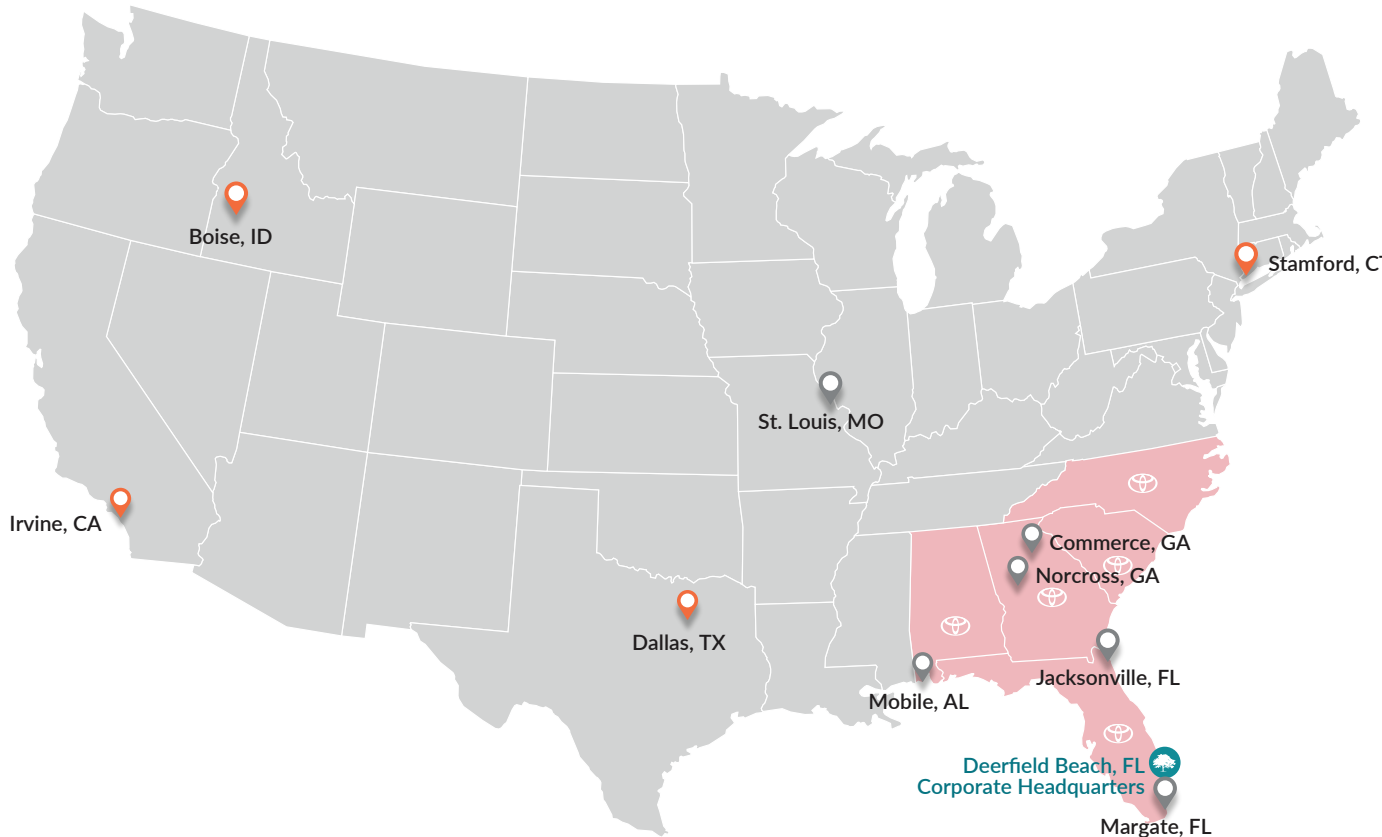 Boise, ID
Stamford, CT
St. Louis, MO
Irvine, CA
Commerce, GA
Norcross, GA
Dallas, TX
Jacksonville, FL
Mobile, AL
Deerfield Beach, FL
Corporate Headquarters
Margate, FL